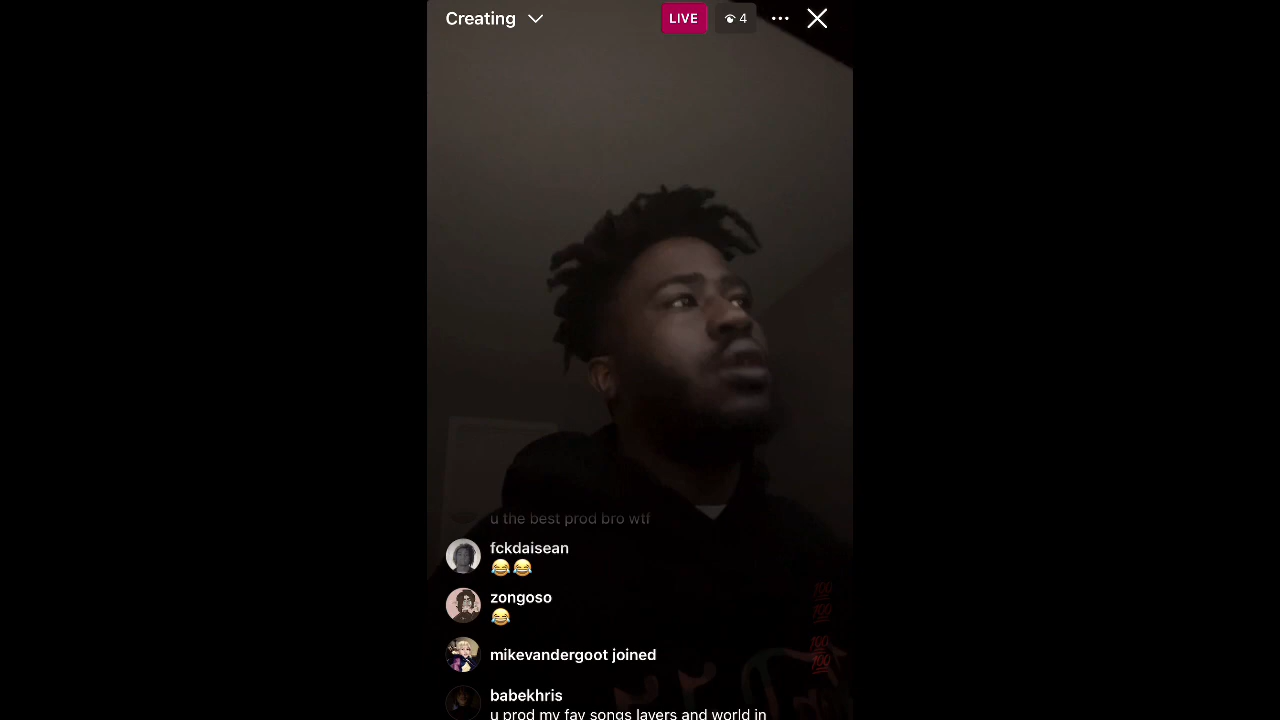 Creating
LIVE
4
u the best prod bro wtf
fckdaisean
😂😂
zongoso
😂
mikevandergoot joined
babekhris
u prod my fav songs layers and world in